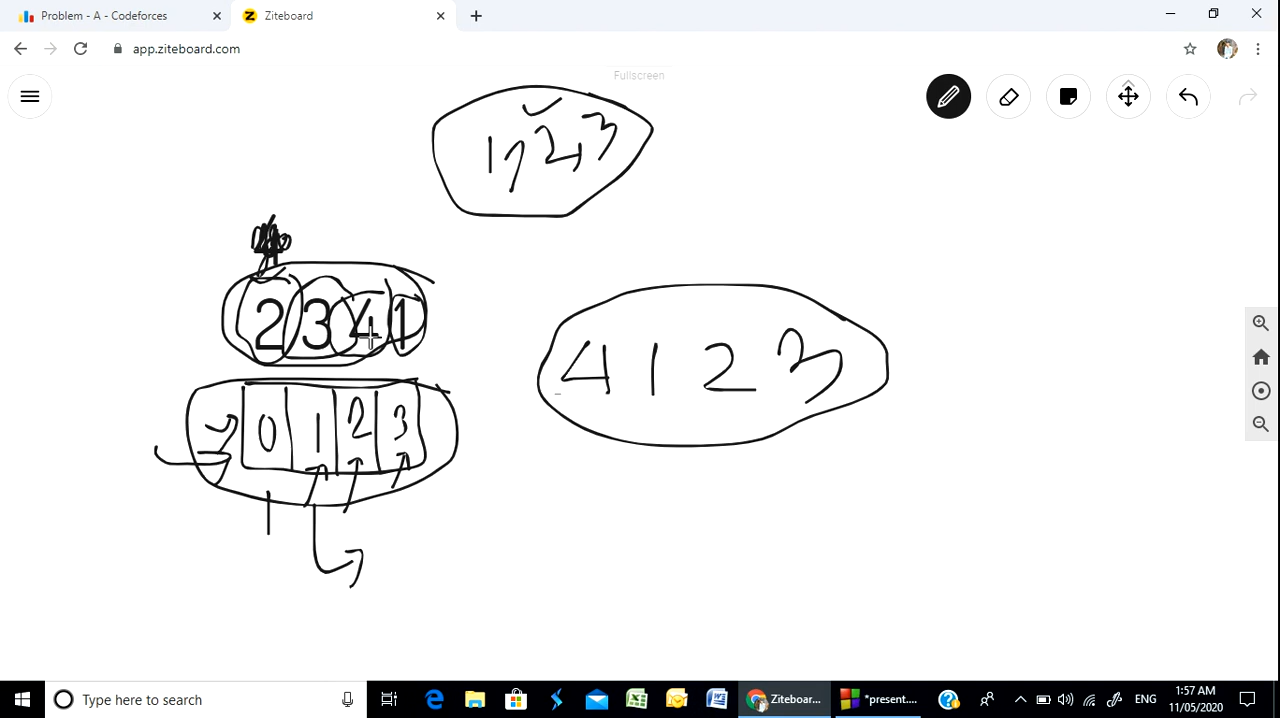 Problem - A - Codeforces
Ziteboard
app.ziteboard.com
Fullscreen
1, 2, 3
2 3 4 1
4 1 2 3
0 1 2 3
Type here to search
Ziteboar...
*present....
ENG
1:57 AM
11/05/2020